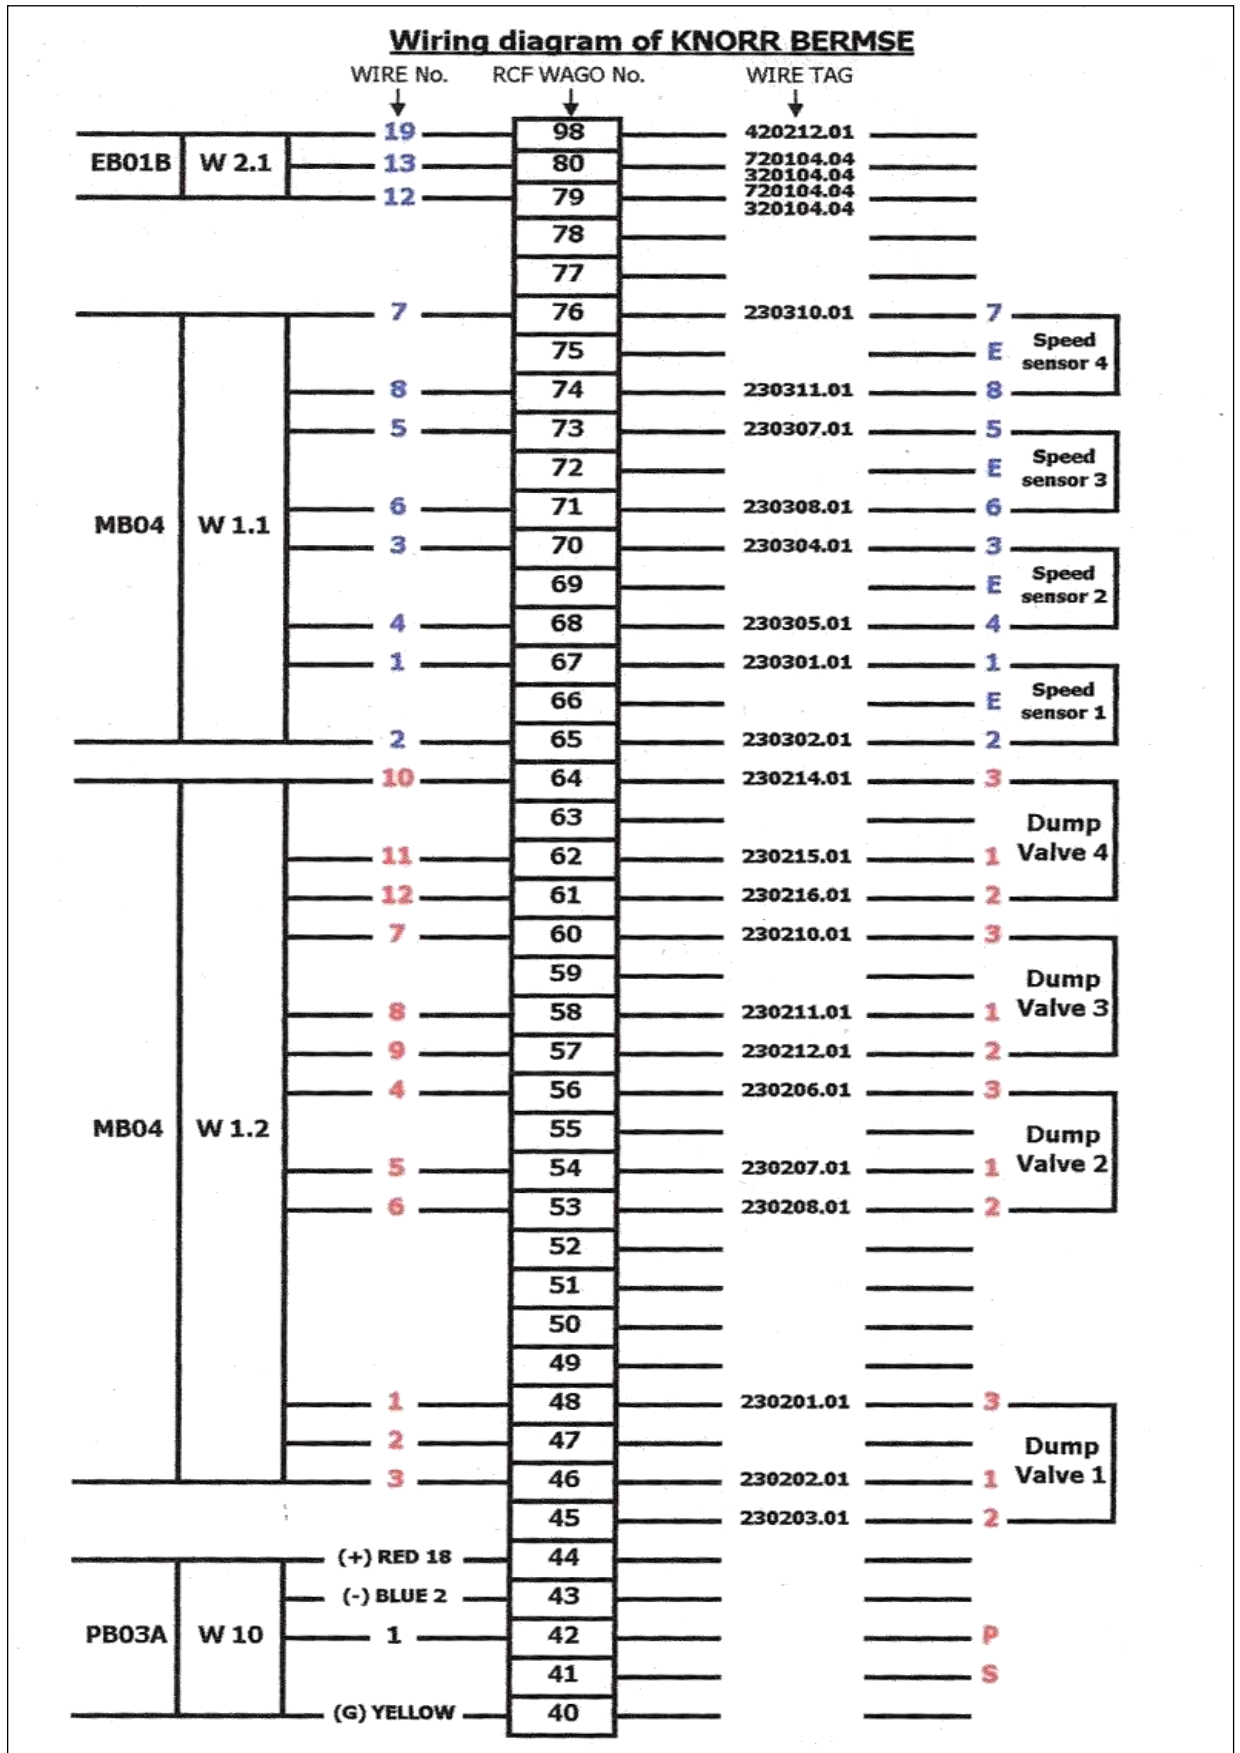 Wiring diagram of KNORR BERMSE
WIRE No. RCF WAGO No. WIRE TAG
19 98 420212.01
EB01B W 2.1 13 80 720104.04
320104.04
12 79 720104.04
320104.04
78
77
7 76 230310.01 7
75 E Speed
sensor 4
8 74 230311.01 8
5 73 230307.01 5
72 E Speed
sensor 3
6 71 230308.01 6
MB04 W 1.1
3 70 230304.01 3
69 E Speed
sensor 2
4 68 230305.01 4
1 67 230301.01 1
66 E Speed
sensor 1
2 65 230302.01 2
10 64 230214.01 3
63 Dump
Valve 4
11 62 230215.01 1
12 61 230216.01 2
7 60 230210.01 3
59 Dump
Valve 3
8 58 230211.01 1
9 57 230212.01 2
4 56 230206.01 3
MB04 W 1.2 55 Dump
Valve 2
5 54 230207.01 1
6 53 230208.01 2
52
51
50
49
1 48 230201.01 3
2 47 Dump
Valve 1
3 46 230202.01 1
45 230203.01 2
(+) RED 18 44
(-) BLUE 2 43
PB03A W 10 1 42 P
41 S
(G) YELLOW 40